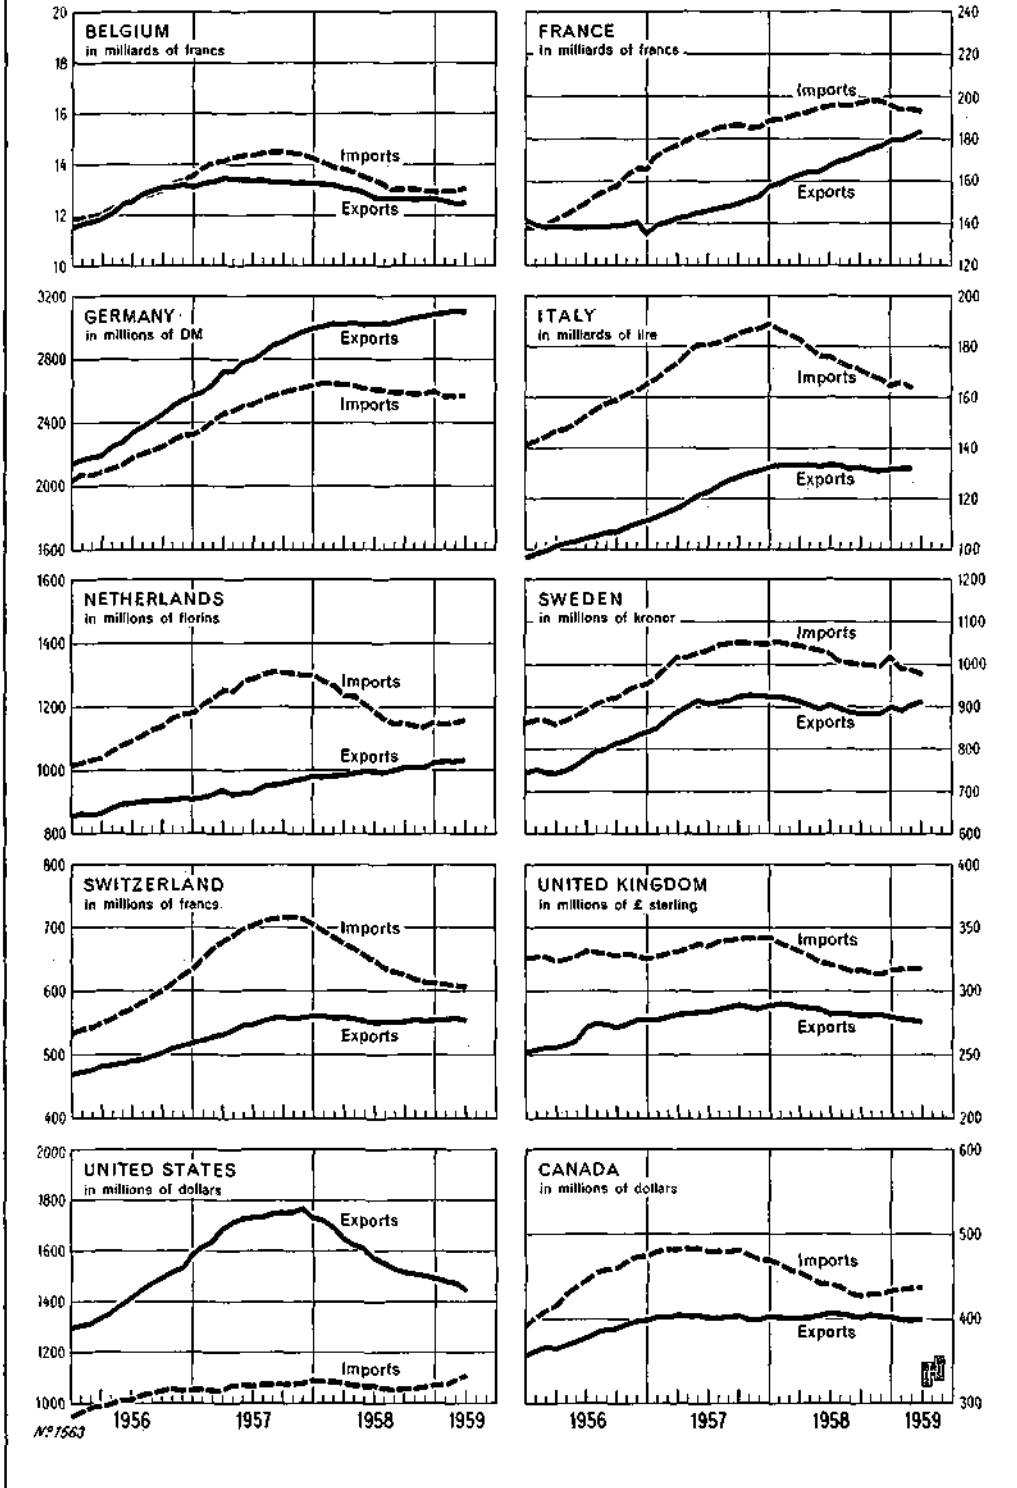 BELGIUM
in milliards of francs
20
18
16
14
12
10
Imports
Exports
FRANCE
in milliards of francs
240
220
200
180
160
140
120
Imports
Exports
GERMANY
in millions of DM
3200
2800
2400
2000
1600
Exports
Imports
ITALY
in milliards of lire
200
180
160
140
120
100
Imports
Exports
NETHERLANDS
in millions of florins
1600
1400
1200
1000
800
Imports
Exports
SWEDEN
in millions of kronor
1200
1100
1000
900
800
700
600
Imports
Exports
SWITZERLAND
in millions of francs.
800
700
600
500
400
Imports
Exports
UNITED KINGDOM
in millions of £ sterling
400
350
300
250
200
Imports
Exports
UNITED STATES
in millions of dollars
2000
1800
1600
1400
1200
1000
Exports
Imports
CANADA
in millions of dollars
600
500
400
300
Imports
Exports
1956 1957 1958 1959
1956 1957 1958 1959
Nº1563